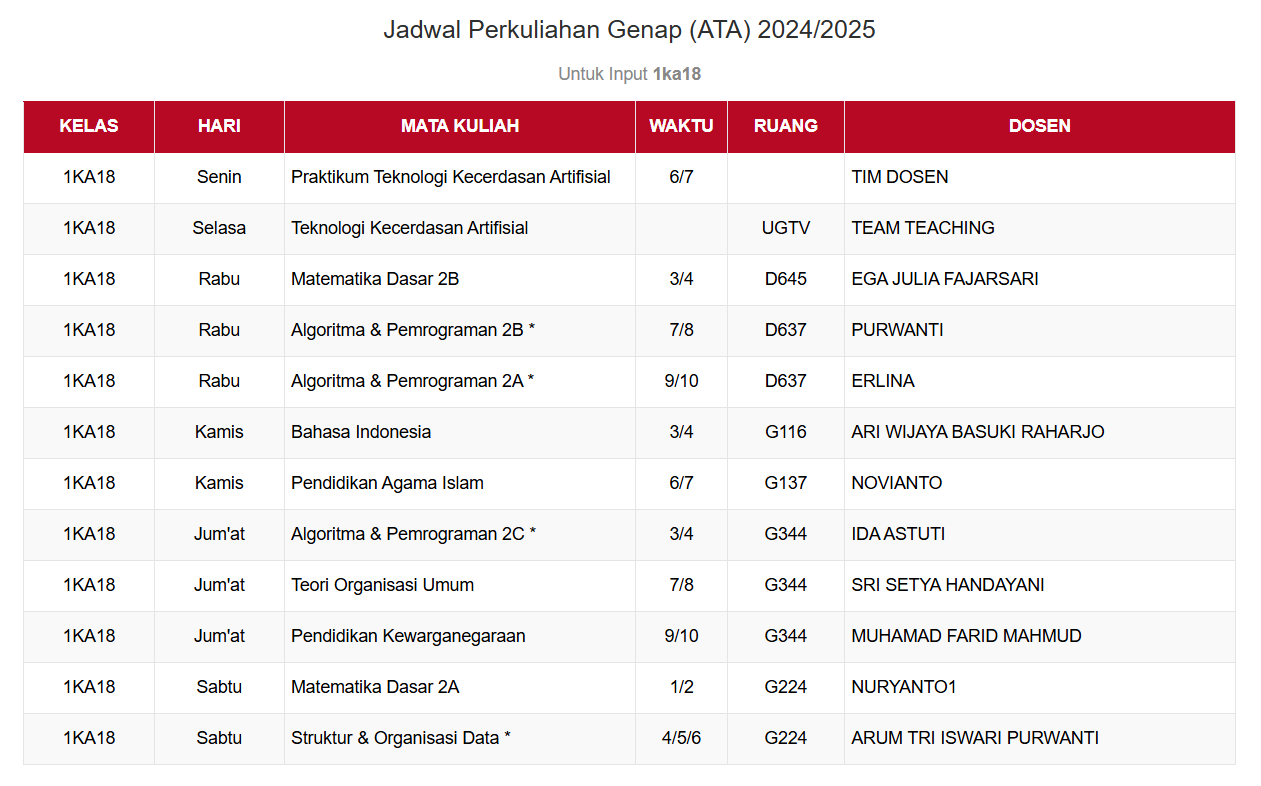 Jadwal Perkuliahan Genap (ATA) 2024/2025
Untuk Input 1ka18
KELAS HARI MATA KULIAH WAKTU RUANG DOSEN
1KA18 Senin Praktikum Teknologi Kecerdasan Artifisial 6/7 TIM DOSEN
1KA18 Selasa Teknologi Kecerdasan Artifisial UGTV TEAM TEACHING
1KA18 Rabu Matematika Dasar 2B 3/4 D645 EGA JULIA FAJARSARI
1KA18 Rabu Algoritma & Pemrograman 2B * 7/8 D637 PURWANTI
1KA18 Rabu Algoritma & Pemrograman 2A * 9/10 D637 ERLINA
1KA18 Kamis Bahasa Indonesia 3/4 G116 ARI WIJAYA BASUKI RAHARJO
1KA18 Kamis Pendidikan Agama Islam 6/7 G137 NOVIANTO
1KA18 Jum'at Algoritma & Pemrograman 2C * 3/4 G344 IDA ASTUTI
1KA18 Jum'at Teori Organisasi Umum 7/8 G344 SRI SETYA HANDAYANI
1KA18 Jum'at Pendidikan Kewarganegaraan 9/10 G344 MUHAMAD FARID MAHMUD
1KA18 Sabtu Matematika Dasar 2A 1/2 G224 NURYANTO1
1KA18 Sabtu Struktur & Organisasi Data * 4/5/6 G224 ARUM TRI ISWARI PURWANTI